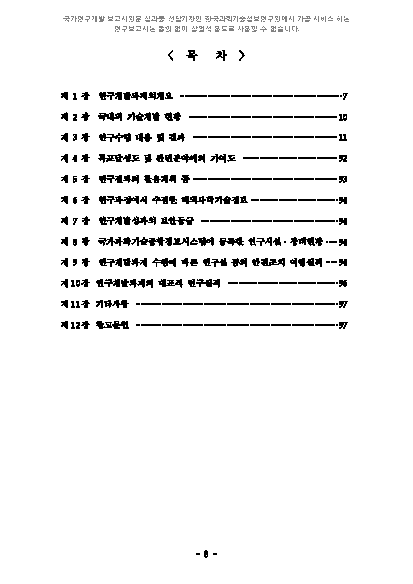 국가연구개발 보고서원문 성과물 전담기관인 한국과학기술정보연구원에서 가공·서비스 하는
연구보고서는 동의 없이 상업적 용도로 사용할 수 없습니다.
< 목 차 >
제 1 장 연구개발과제의개요 7
제 2 장 국내외 기술개발 현황 10
제 3 장 연구수행 내용 및 결과 11
제 4 장 목표달성도 및 관련분야에의 기여도 92
제 5 장 연구결과의 활용계획 등 93
제 6 장 연구과정에서 수집한 해외과학기술정보 94
제 7 장 연구개발성과의 보안등급 94
제 8 장 국가과학기술종합정보시스템에 등록한 연구시설·장비현황 94
제 9 장 연구개발과제 수행에 따른 연구실 등의 안전조치 이행실적 94
제10장 연구개발과제의 대표적 연구실적 96
제11장 기타사항 97
제12장 참고문헌 97
- 6 -